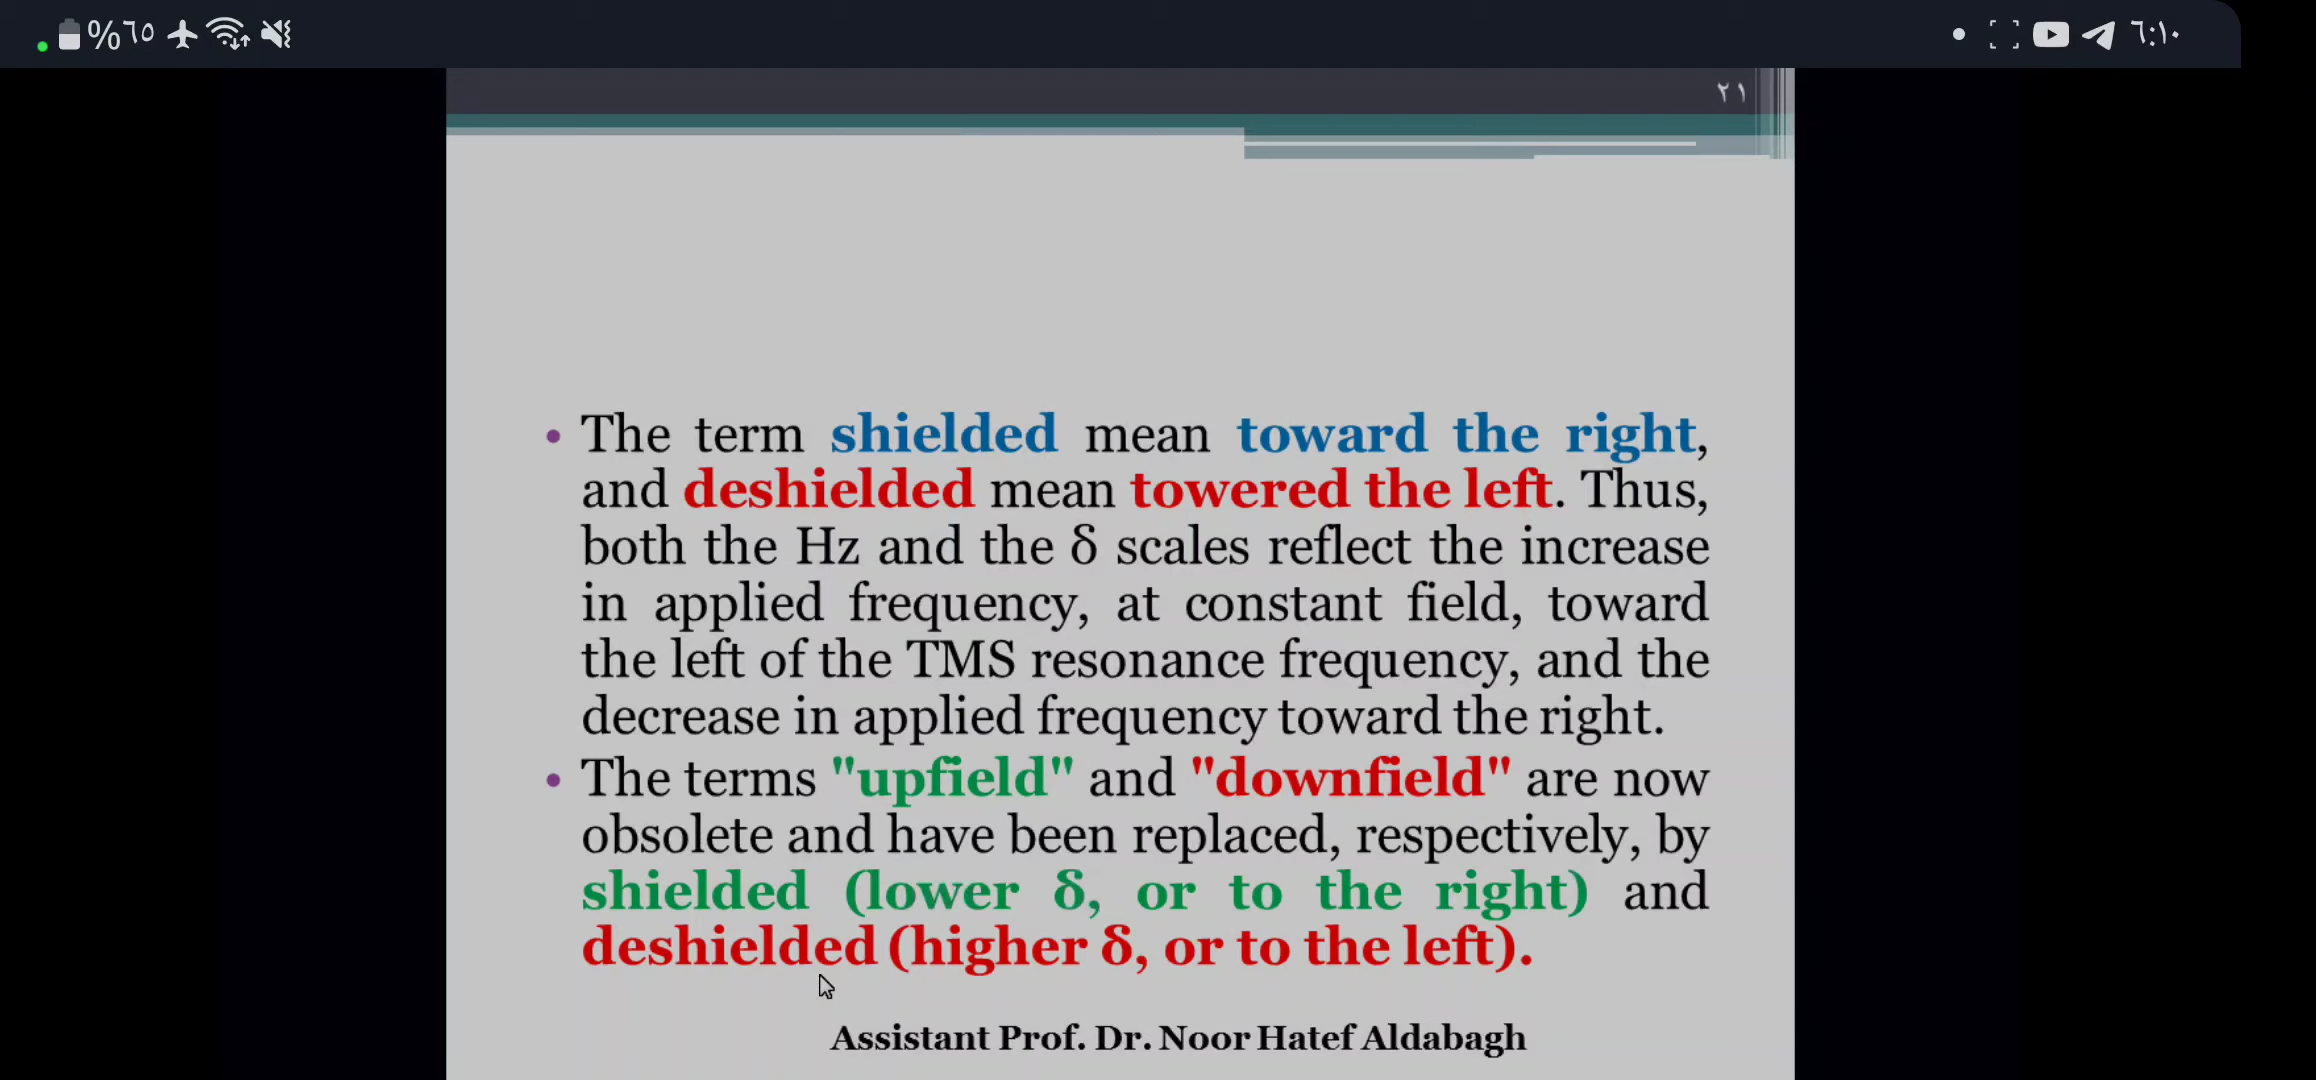 %٦٥
٦:١٠
٢١
• The term shielded mean toward the right,
and deshielded mean towered the left. Thus,
both the Hz and the δ scales reflect the increase
in applied frequency, at constant field, toward
the left of the TMS resonance frequency, and the
decrease in applied frequency toward the right.
• The terms "upfield" and "downfield" are now
obsolete and have been replaced, respectively, by
shielded (lower δ, or to the right) and
deshielded (higher δ, or to the left).
Assistant Prof. Dr. Noor Hatef Aldabagh